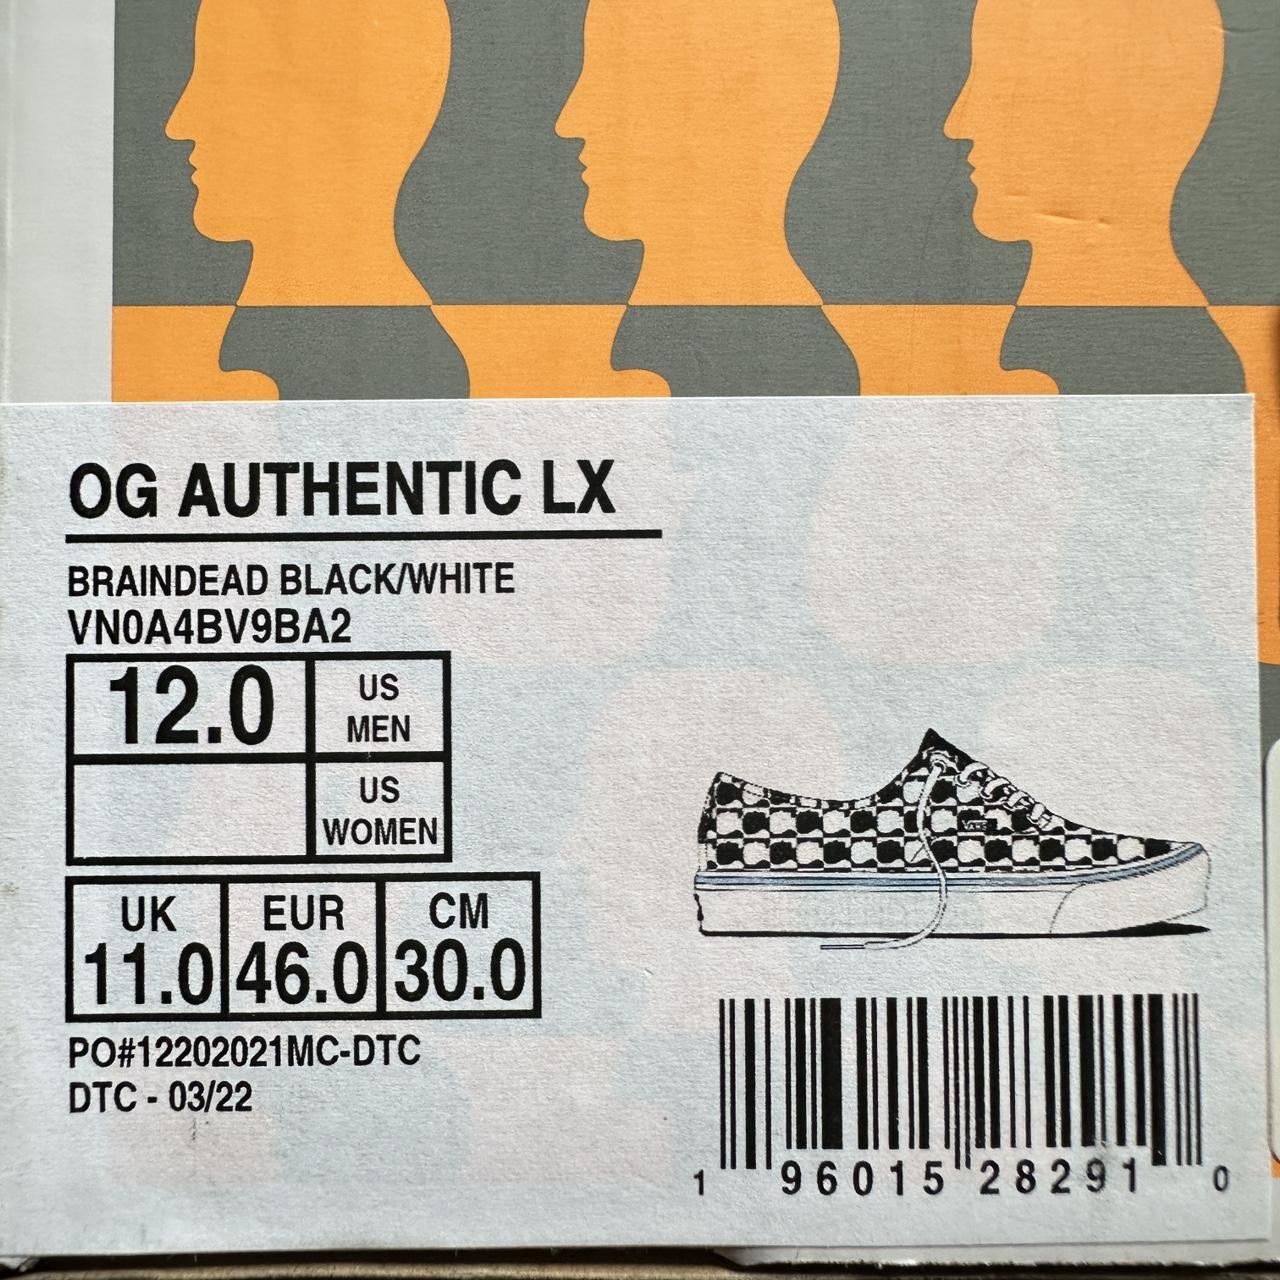 OG AUTHENTIC LX
BRAINDEAD BLACK/WHITE
VN0A4BV9BA2
12.0 US MEN
US WOMEN
UK EUR CM
11.0 46.0 30.0
PO#12202021MC-DTC
DTC - 03/22
VANS
1 96015 28291 0